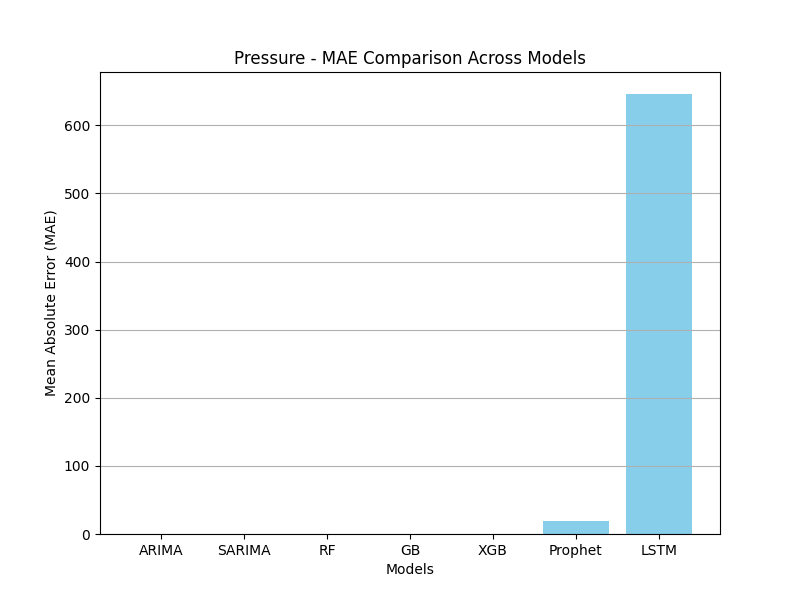 Pressure - MAE Comparison Across Models
Mean Absolute Error (MAE)
600
500
400
300
200
100
0
ARIMA SARIMA RF GB XGB Prophet LSTM
Models